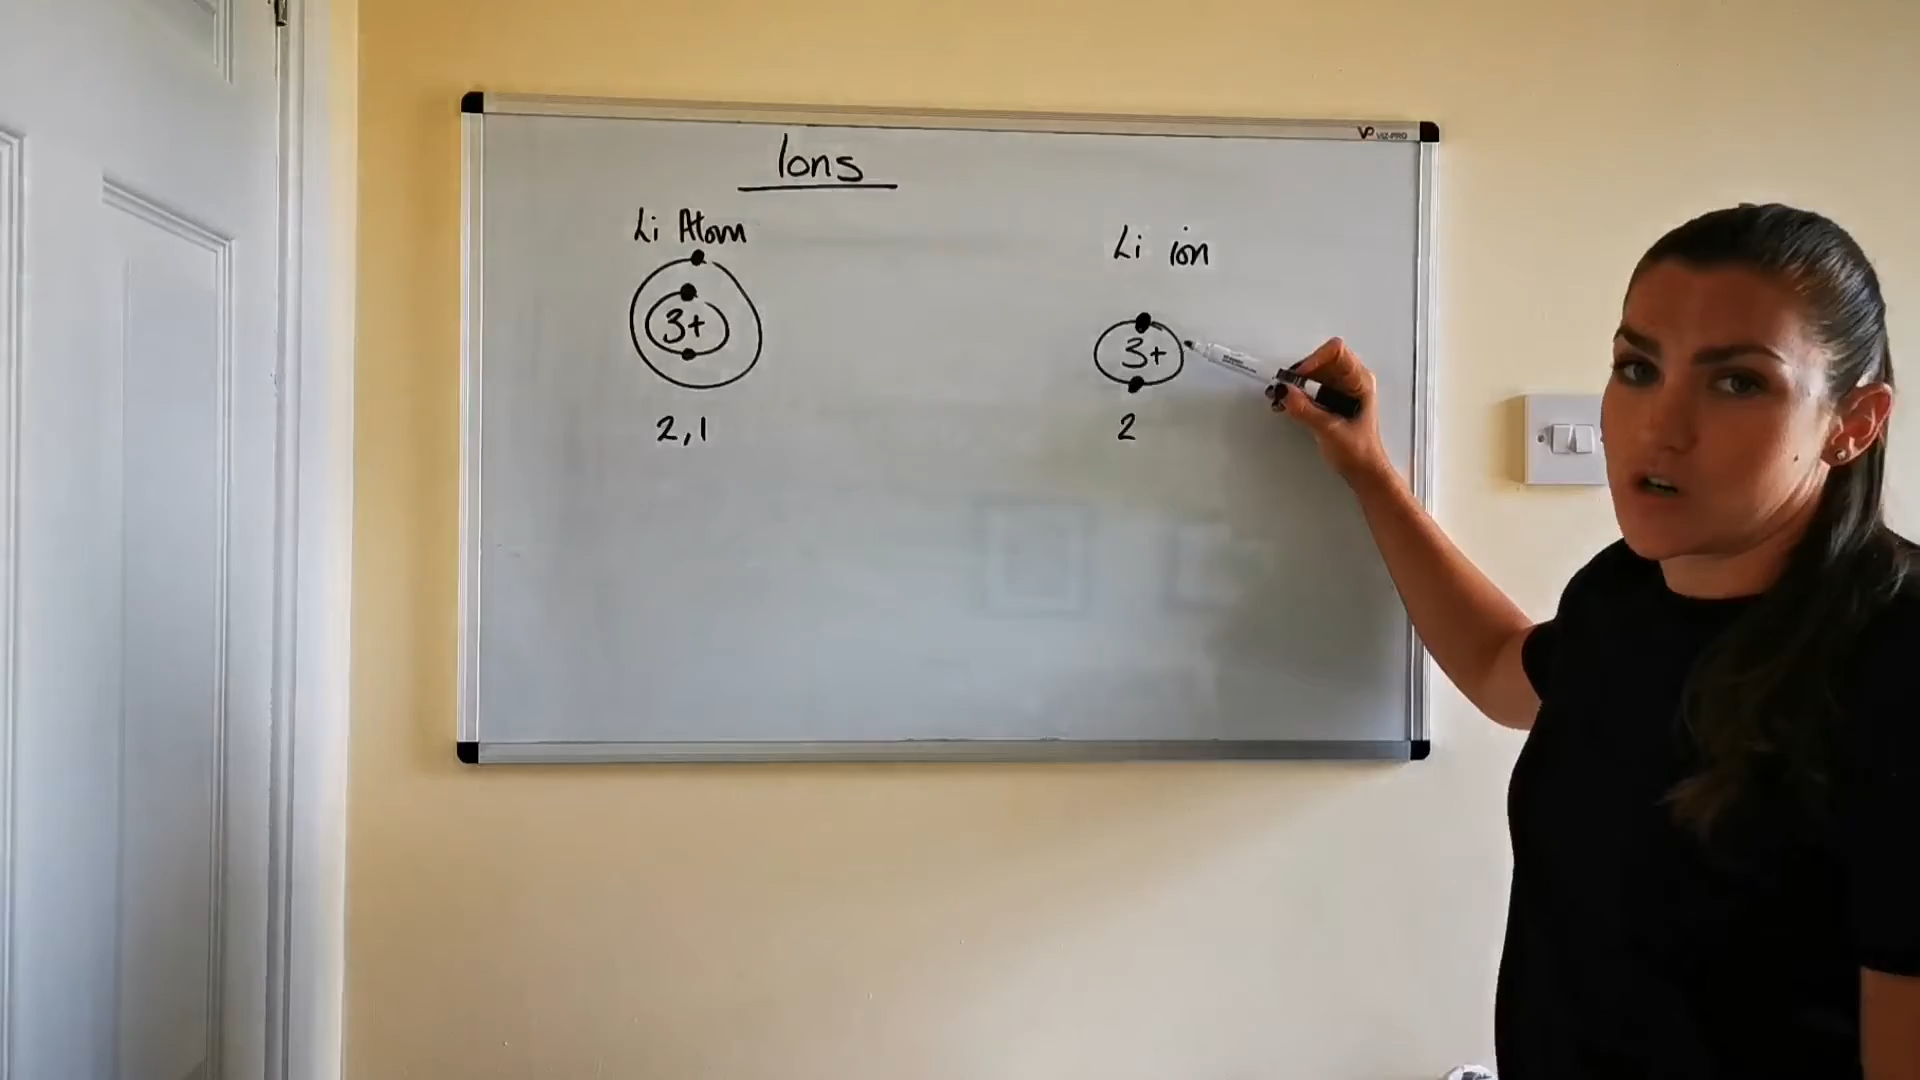 VIZ-PRO
Ions
Li Atom
3+
2,1
Li ion
3+
2